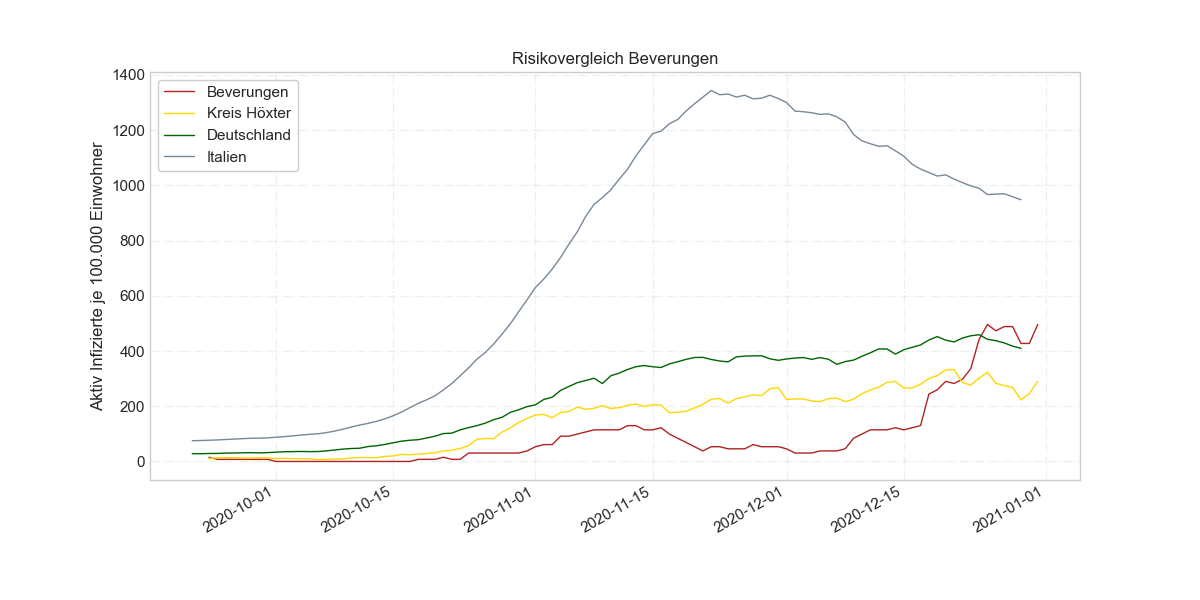 Risikovergleich Beverungen
Aktiv Infizierte je 100.000 Einwohner
1400
1200
1000
800
600
400
200
0
Beverungen
Kreis Höxter
Deutschland
Italien
2020-10-01
2020-10-15
2020-11-01
2020-11-15
2020-12-01
2020-12-15
2021-01-01